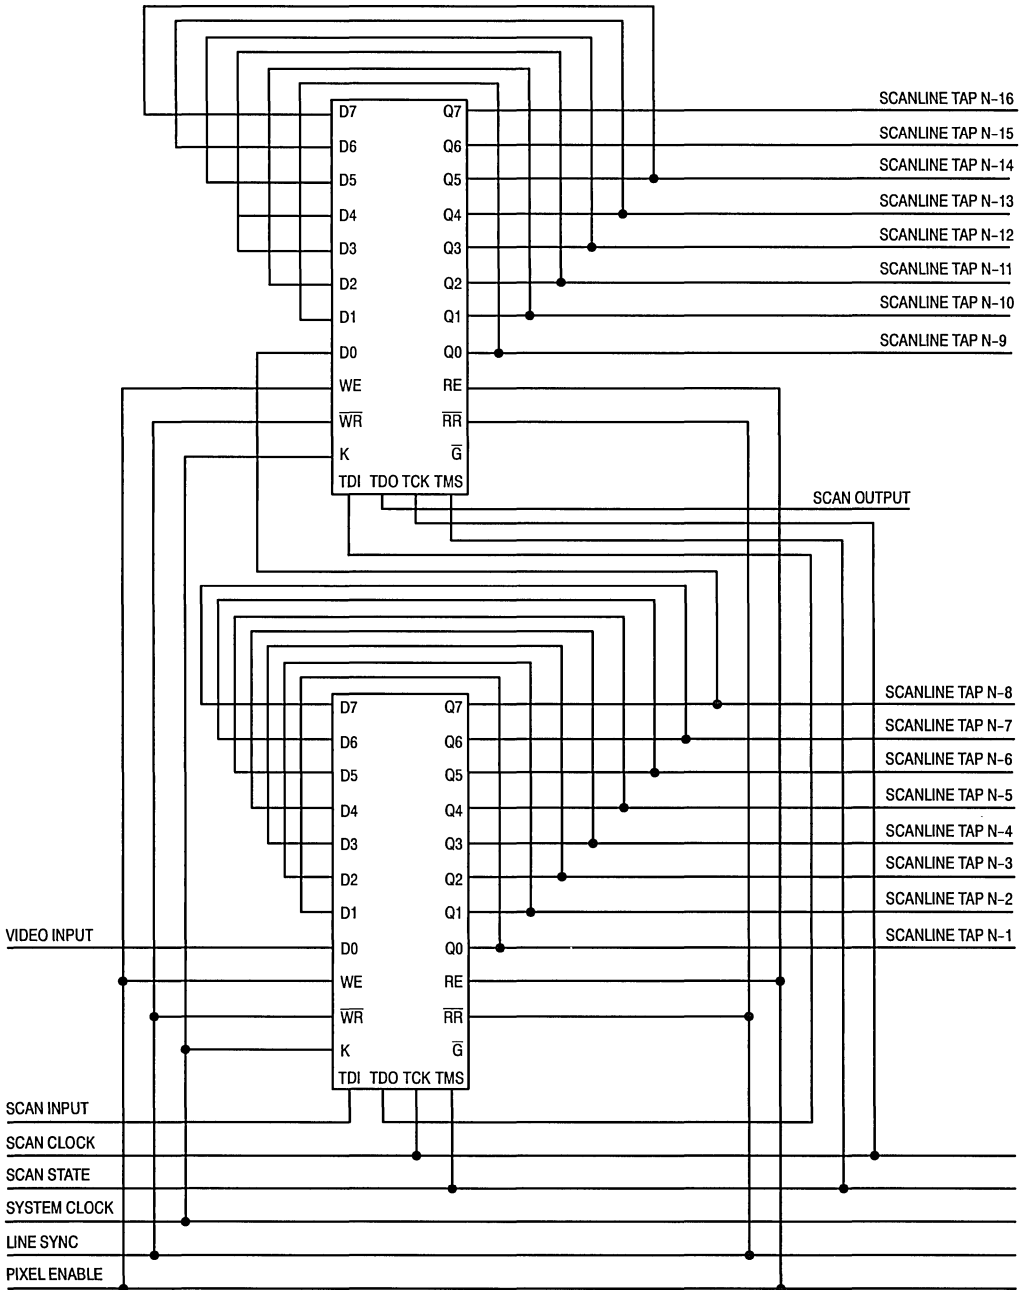 D7 Q7 SCANLINE TAP N-16
D6 Q6 SCANLINE TAP N-15
D5 Q5 SCANLINE TAP N-14
D4 Q4 SCANLINE TAP N-13
D3 Q3 SCANLINE TAP N-12
D2 Q2 SCANLINE TAP N-11
D1 Q1 SCANLINE TAP N-10
D0 Q0 SCANLINE TAP N-9
WE RE
W̅R̅ R̅R̅
K G̅
TDI TDO TCK TMS
SCAN OUTPUT
D7 Q7 SCANLINE TAP N-8
D6 Q6 SCANLINE TAP N-7
D5 Q5 SCANLINE TAP N-6
D4 Q4 SCANLINE TAP N-5
D3 Q3 SCANLINE TAP N-4
D2 Q2 SCANLINE TAP N-3
D1 Q1 SCANLINE TAP N-2
VIDEO INPUT D0 Q0 SCANLINE TAP N-1
WE RE
W̅R̅ R̅R̅
K G̅
TDI TDO TCK TMS
SCAN INPUT
SCAN CLOCK
SCAN STATE
SYSTEM CLOCK
LINE SYNC
PIXEL ENABLE